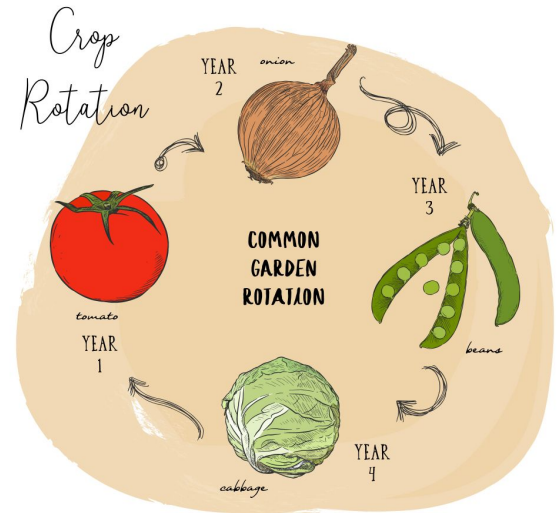 Crop
Rotation
YEAR
2
onion
YEAR
3
beans
YEAR
4
cabbage
tomato
YEAR
1
COMMON
GARDEN
ROTATION